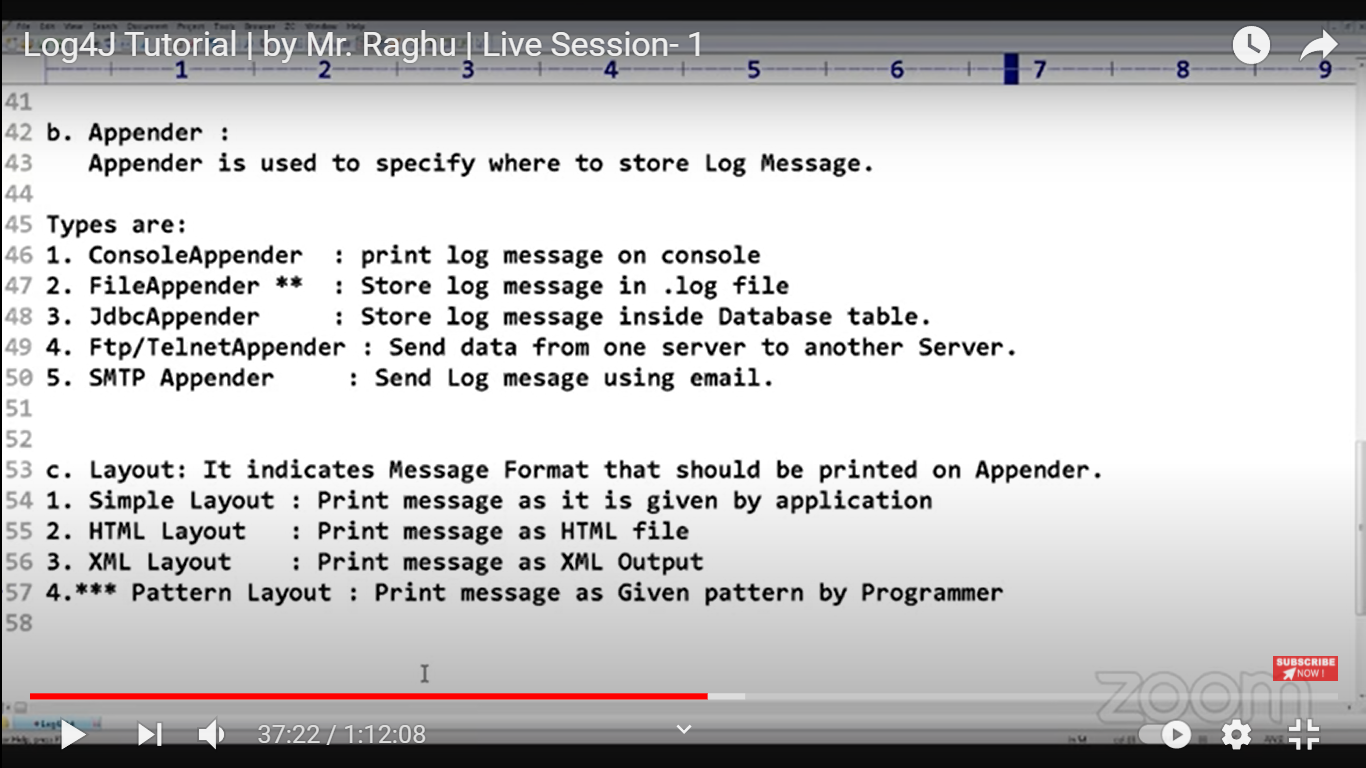 Log4J Tutorial | by Mr. Raghu | Live Session- 1
1 2 3 4 5 6 7 8 9
41
42 b. Appender :
43 Appender is used to specify where to store Log Message.
44
45 Types are:
46 1. ConsoleAppender : print log message on console
47 2. FileAppender ** : Store log message in .log file
48 3. JdbcAppender : Store log message inside Database table.
49 4. Ftp/TelnetAppender : Send data from one server to another Server.
50 5. SMTP Appender : Send Log mesage using email.
51
52
53 c. Layout: It indicates Message Format that should be printed on Appender.
54 1. Simple Layout : Print message as it is given by application
55 2. HTML Layout : Print message as HTML file
56 3. XML Layout : Print message as XML Output
57 4.*** Pattern Layout : Print message as Given pattern by Programmer
58
SUBSCRIBE
NOW !
zoom
37:22 / 1:12:08